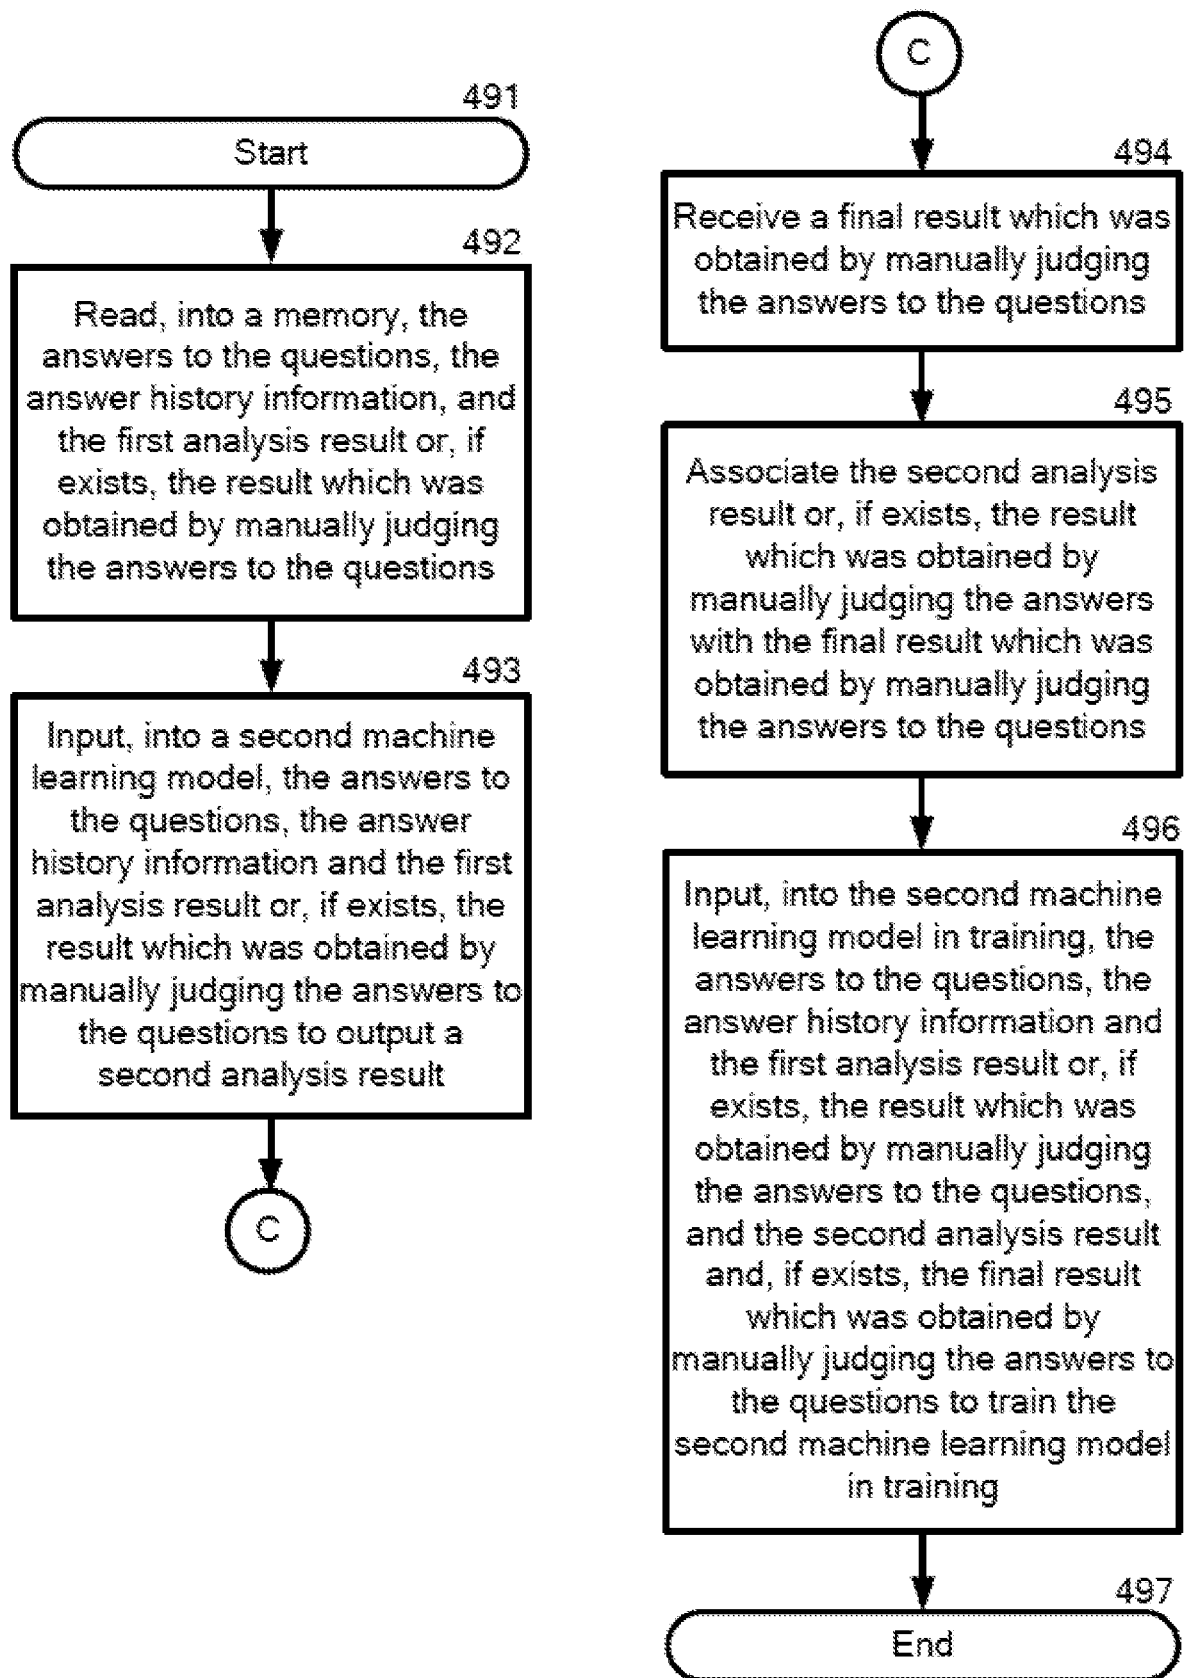 491
Start
492
Read, into a memory, the
answers to the questions, the
answer history information, and
the first analysis result or, if
exists, the result which was
obtained by manually judging
the answers to the questions
493
Input, into a second machine
learning model, the answers to
the questions, the answer
history information and the first
analysis result or, if exists, the
result which was obtained by
manually judging the answers to
the questions to output a
second analysis result
C
C
494
Receive a final result which was
obtained by manually judging
the answers to the questions
495
Associate the second analysis
result or, if exists, the result
which was obtained by
manually judging the answers
with the final result which was
obtained by manually judging
the answers to the questions
496
Input, into the second machine
learning model in training, the
answers to the questions, the
answer history information and
the first analysis result or, if
exists, the result which was
obtained by manually judging
the answers to the questions,
and the second analysis result
and, if exists, the final result
which was obtained by
manually judging the answers to
the questions to train the
second machine learning model
in training
497
End